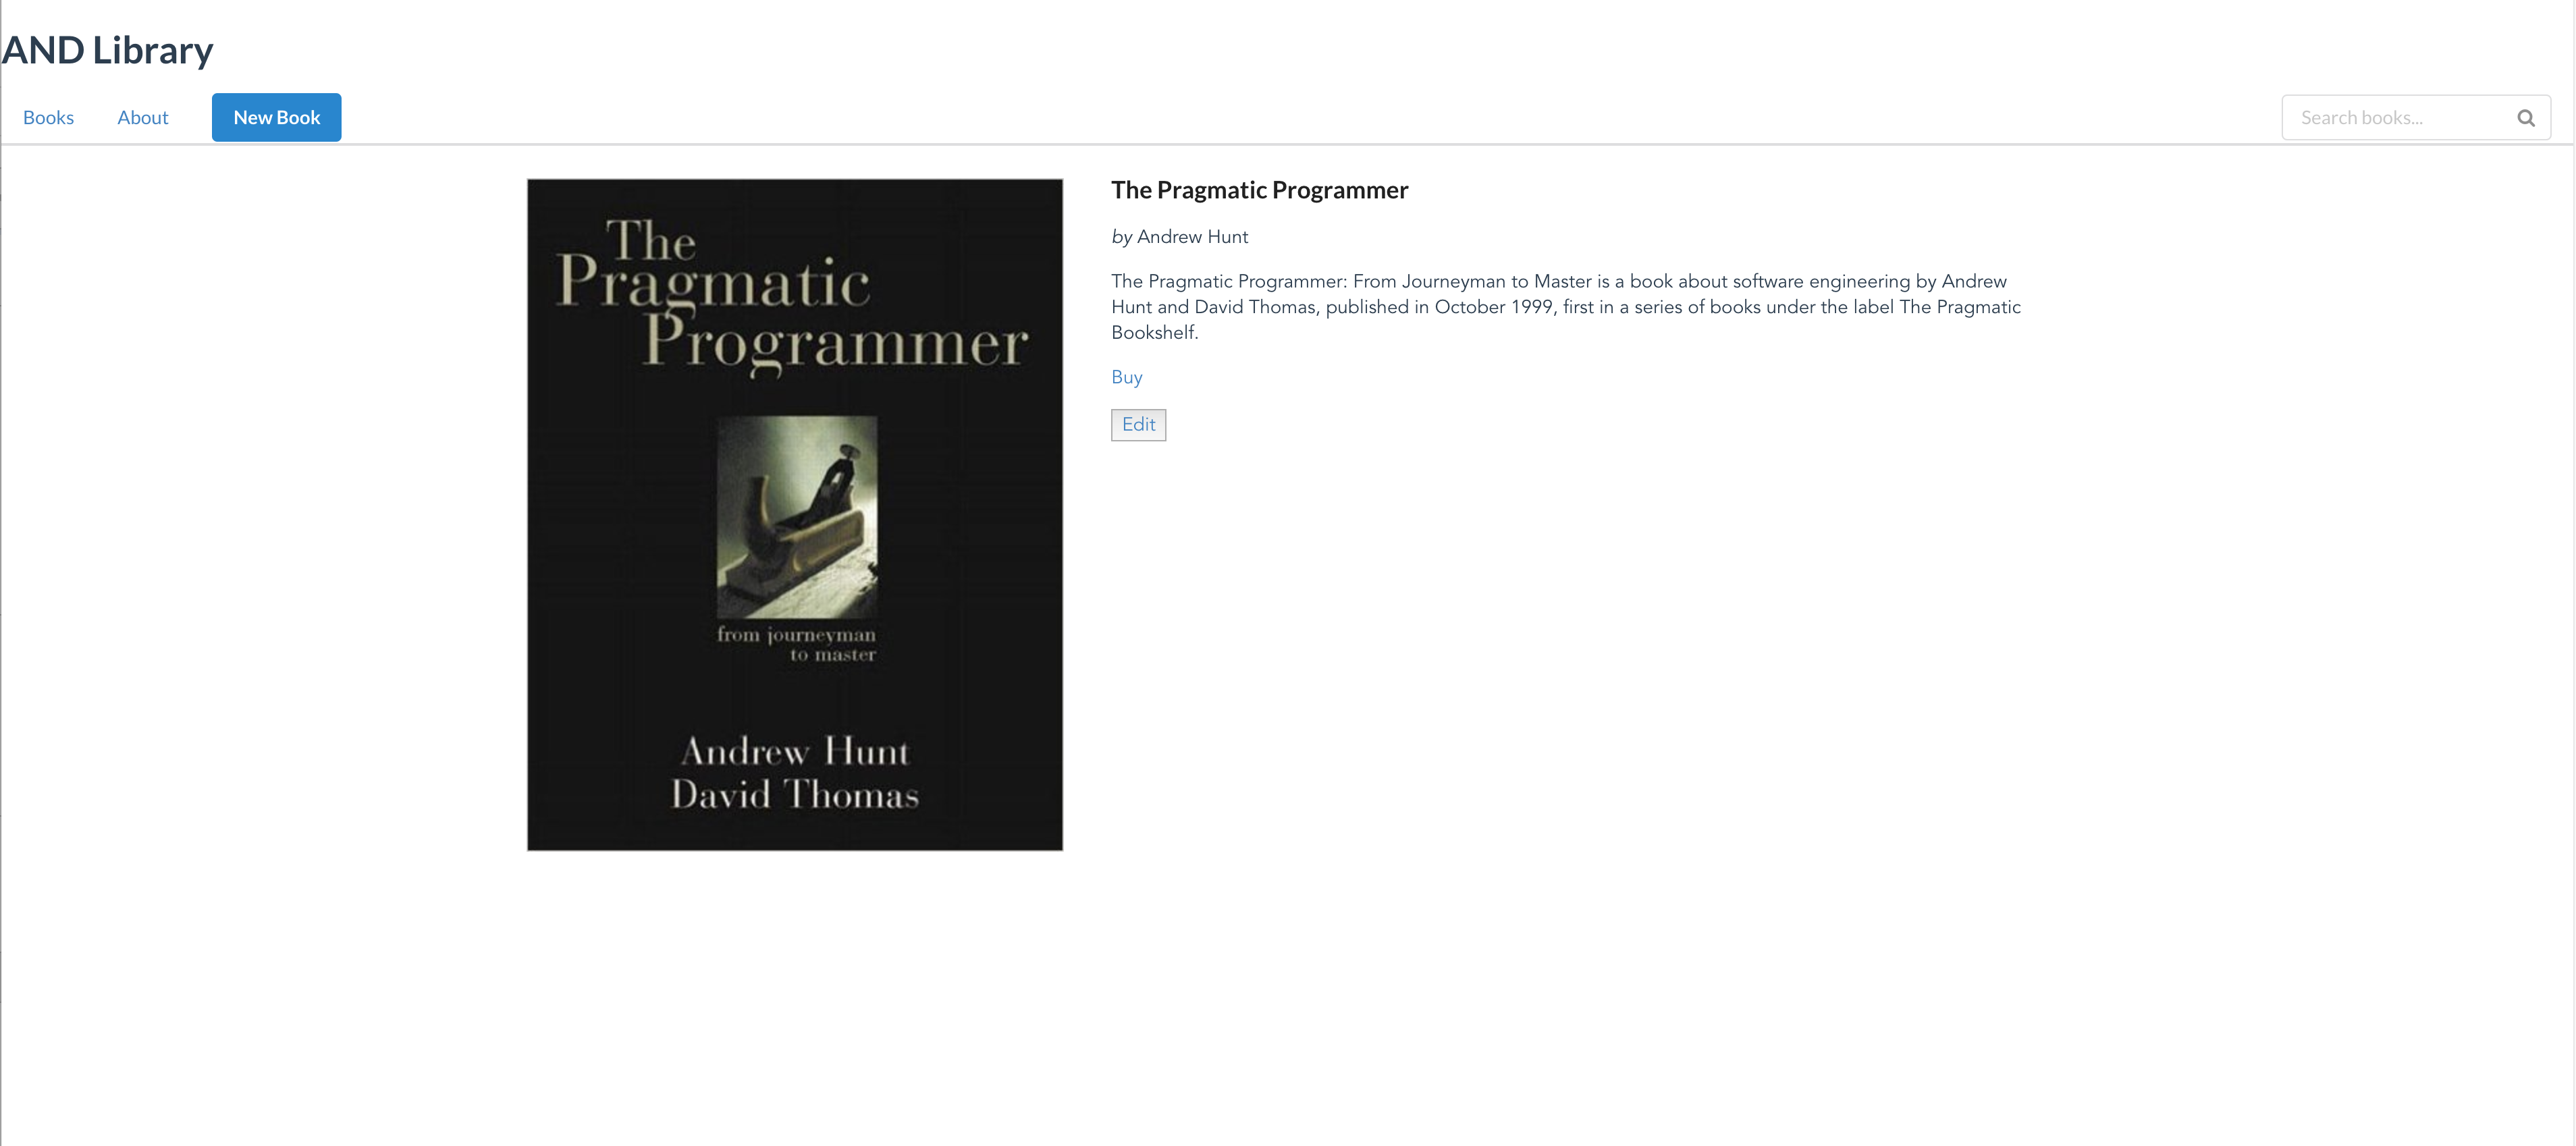 AND Library
Books About New Book Search books...
The
Pragmatic
Programmer
from journeyman
to master
Andrew Hunt
David Thomas
The Pragmatic Programmer
by Andrew Hunt
The Pragmatic Programmer: From Journeyman to Master is a book about software engineering by Andrew
Hunt and David Thomas, published in October 1999, first in a series of books under the label The Pragmatic
Bookshelf.
Buy
Edit